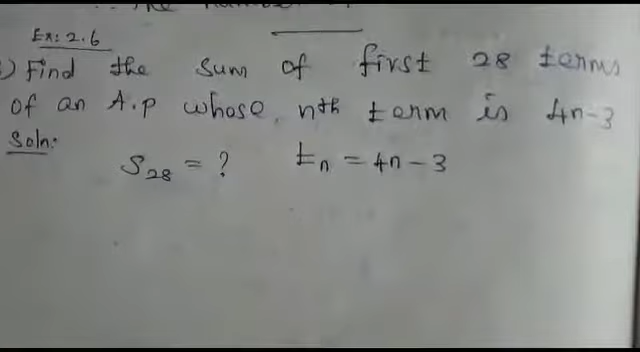 Ex: 2.6
) Find the sum of first 28 terms
of an A.p whose nth term is 4n-3
Soln:
S28 = ? tn = 4n - 3